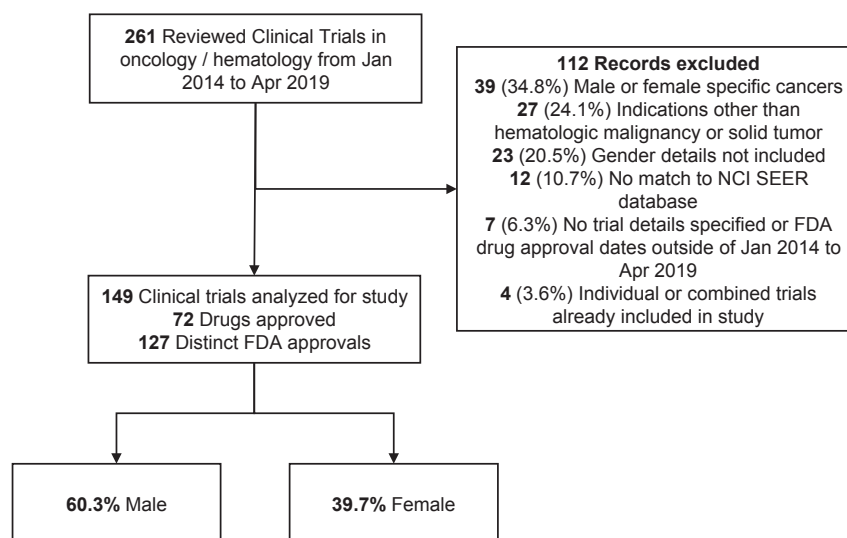 261 Reviewed Clinical Trials in
oncology / hematology from Jan
2014 to Apr 2019
112 Records excluded
39 (34.8%) Male or female specific cancers
27 (24.1%) Indications other than
hematologic malignancy or solid tumor
23 (20.5%) Gender details not included
12 (10.7%) No match to NCI SEER
database
7 (6.3%) No trial details specified or FDA
drug approval dates outside of Jan 2014 to
Apr 2019
4 (3.6%) Individual or combined trials
already included in study
149 Clinical trials analyzed for study
72 Drugs approved
127 Distinct FDA approvals
60.3% Male
39.7% Female